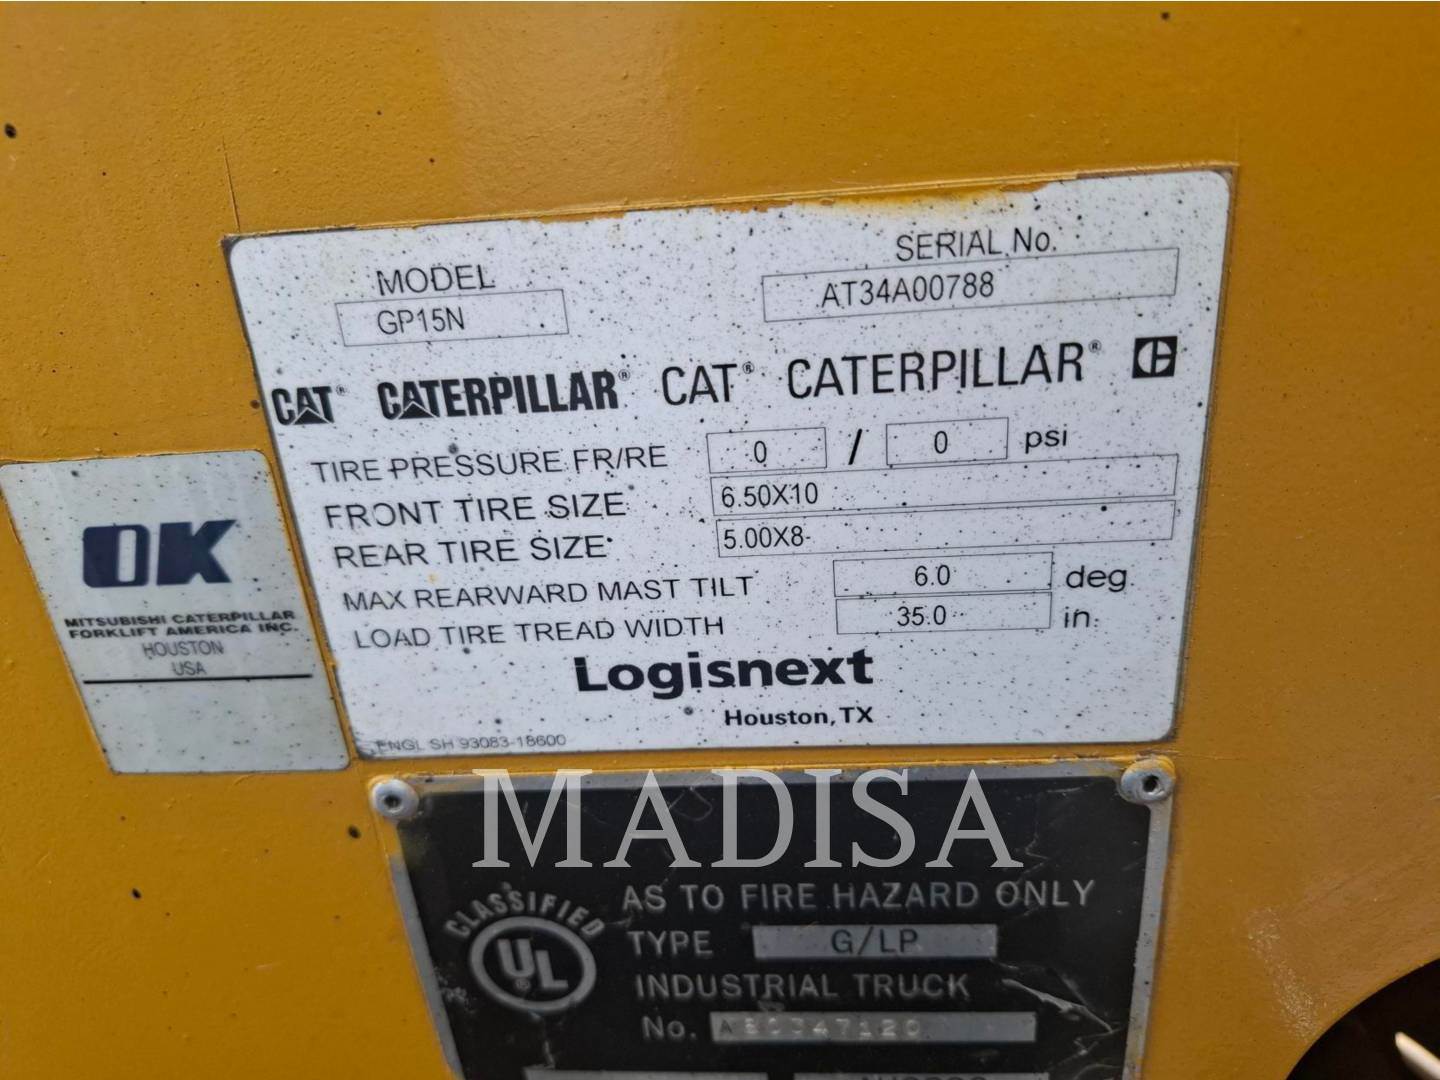 MODEL
GP15N
SERIAL No.
AT34A00788
CAT® CATERPILLAR® CAT® CATERPILLAR®
TIRE PRESSURE FR/RE 0 / 0 psi
FRONT TIRE SIZE 6.50X10
REAR TIRE SIZE 5.00X8
MAX REARWARD MAST TILT 6.0 deg.
LOAD TIRE TREAD WIDTH 35.0 in.
Logisnext
Houston, TX
ENGLISH 93083-18600
OK
MITSUBISHI CATERPILLAR
FORKLIFT AMERICA INC.
HOUSTON
USA
MADISA
CLASSIFIED
UL®
AS TO FIRE HAZARD ONLY
TYPE G/LP
INDUSTRIAL TRUCK
No.